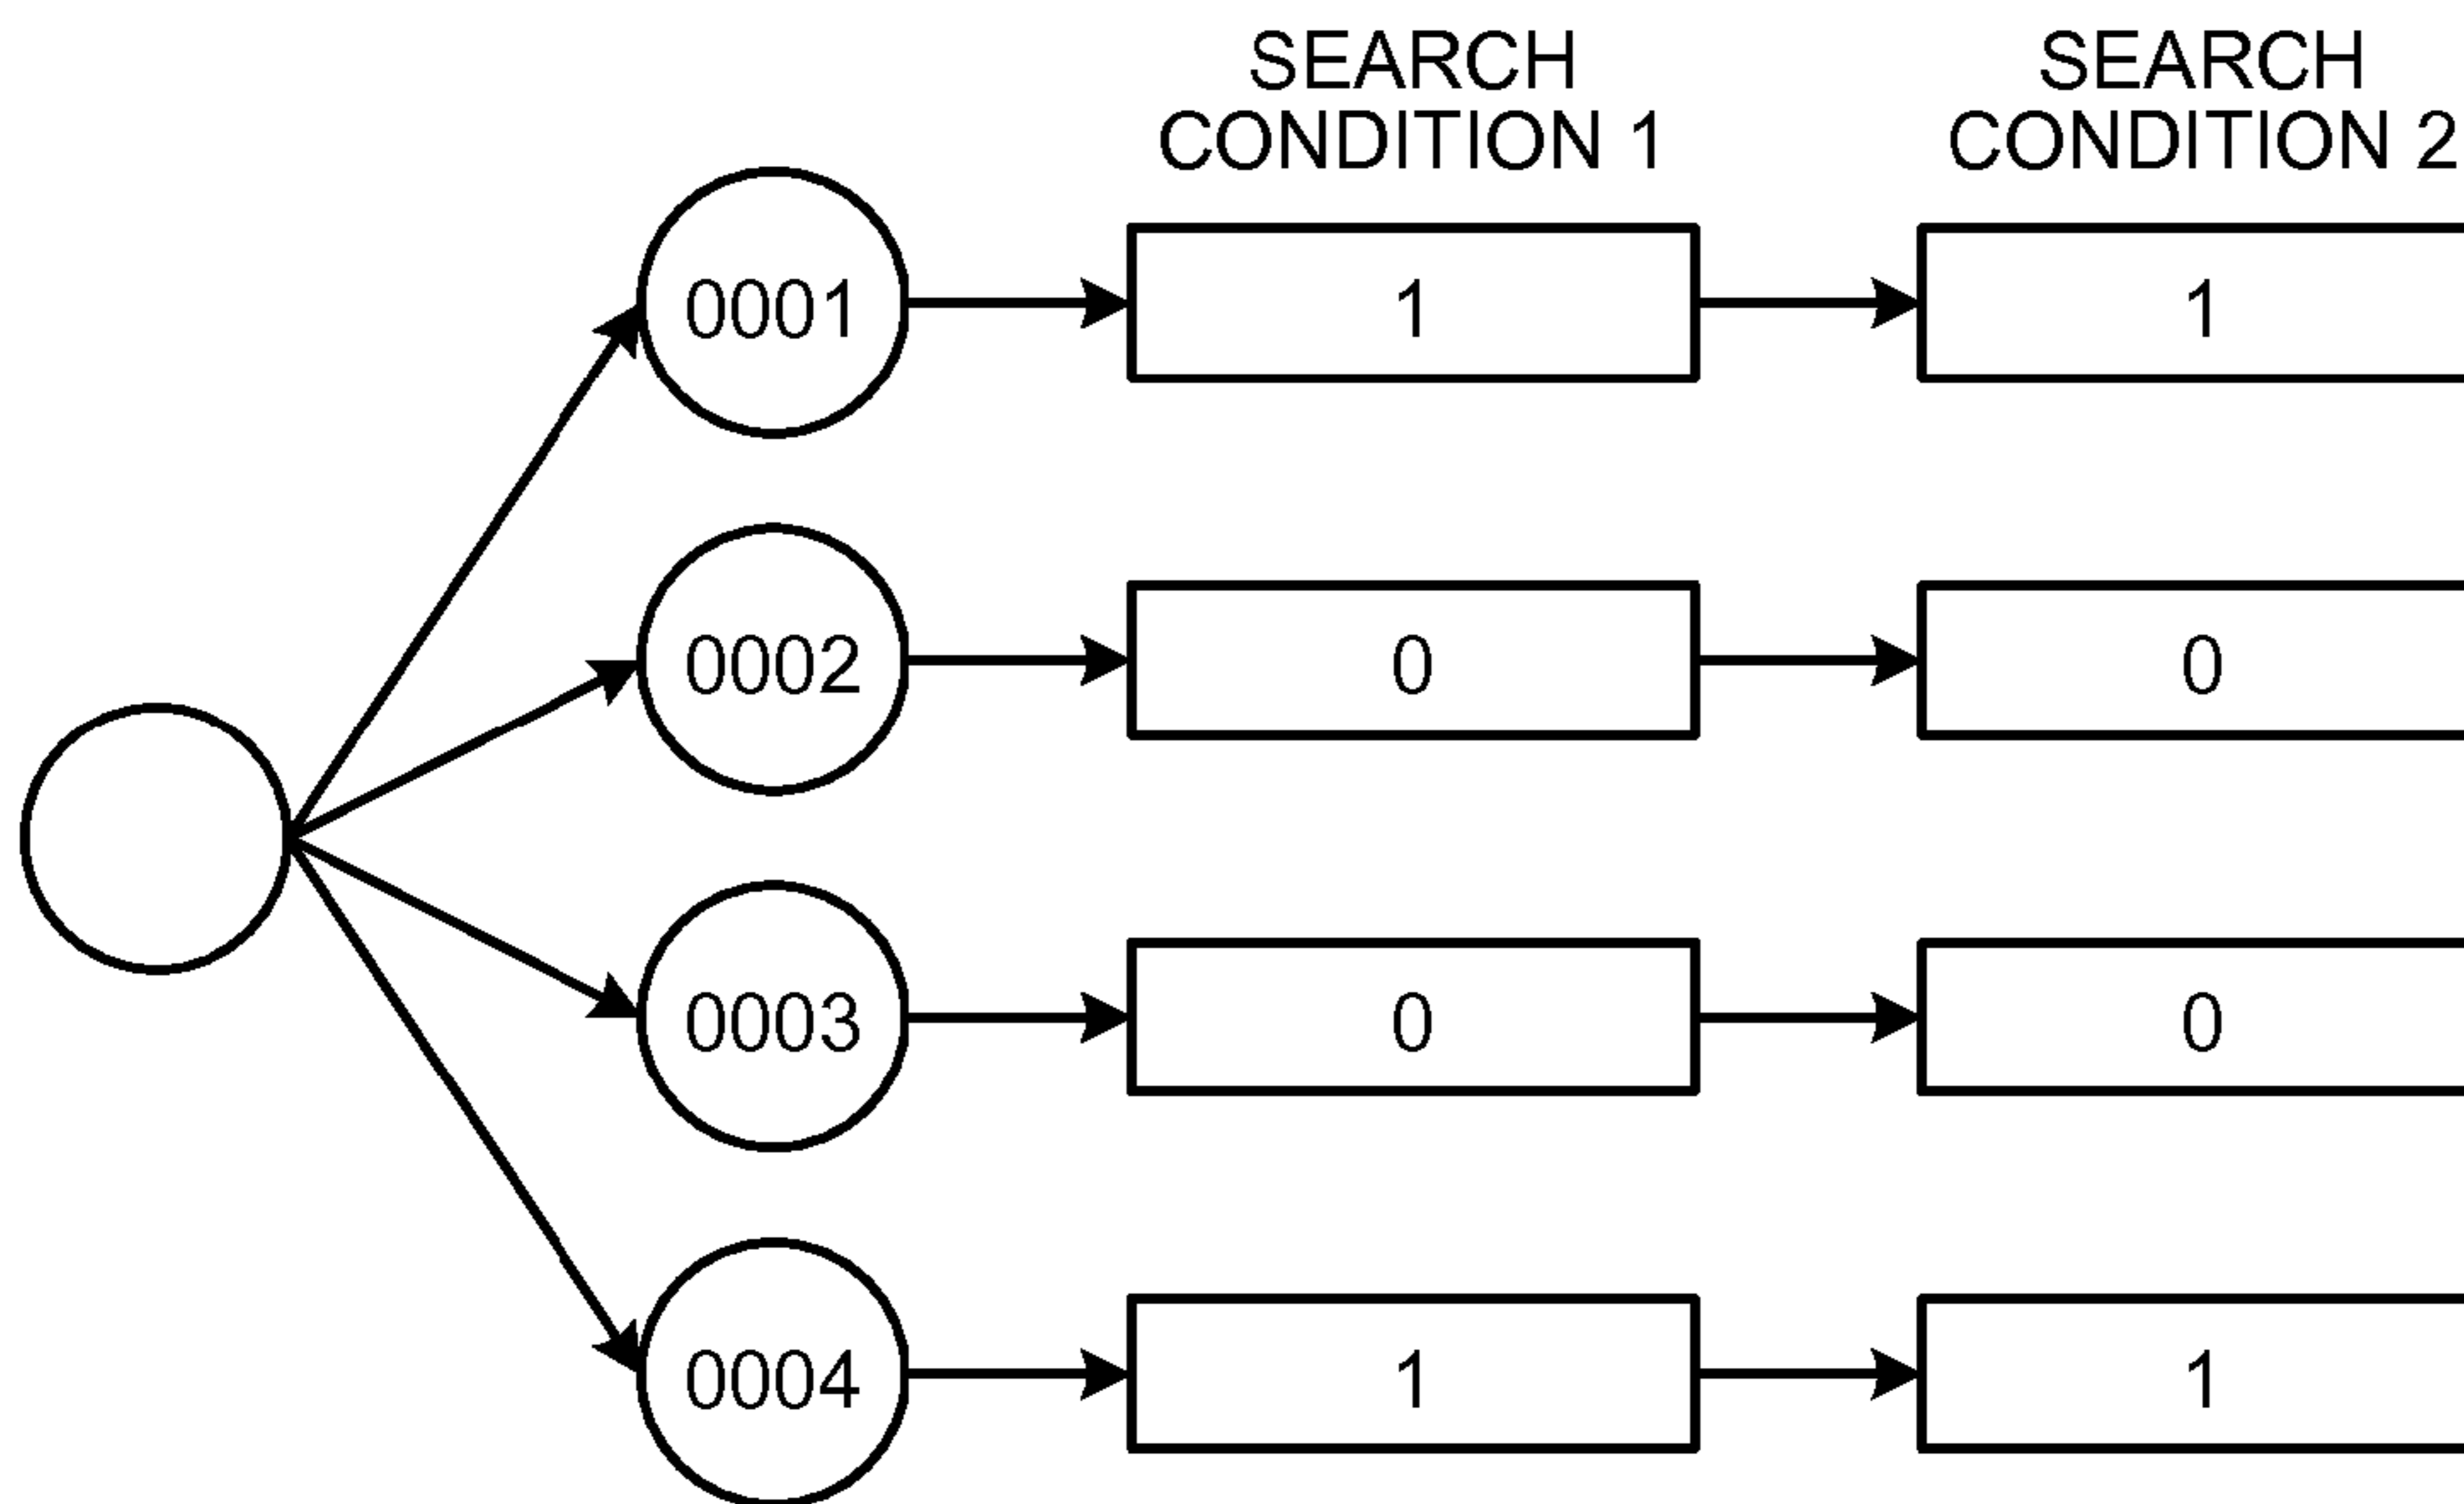 SEARCH
CONDITION 1
SEARCH
CONDITION 2
0001 1 1
0002 0 0
0003 0 0
0004 1 1